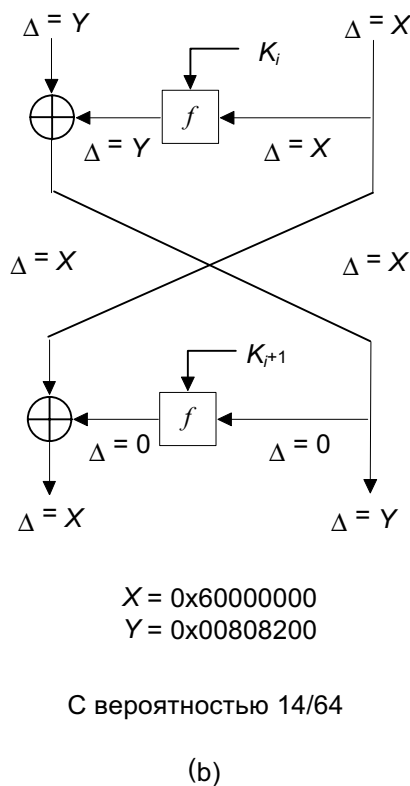 Δ = Y
Δ = X
Kᵢ
f
Δ = Y
Δ = X
Δ = X
Δ = X
Kᵢ₊₁
f
Δ = 0
Δ = 0
Δ = X
Δ = Y
X = 0x60000000
Y = 0x00808200
С вероятностью 14/64
(b)